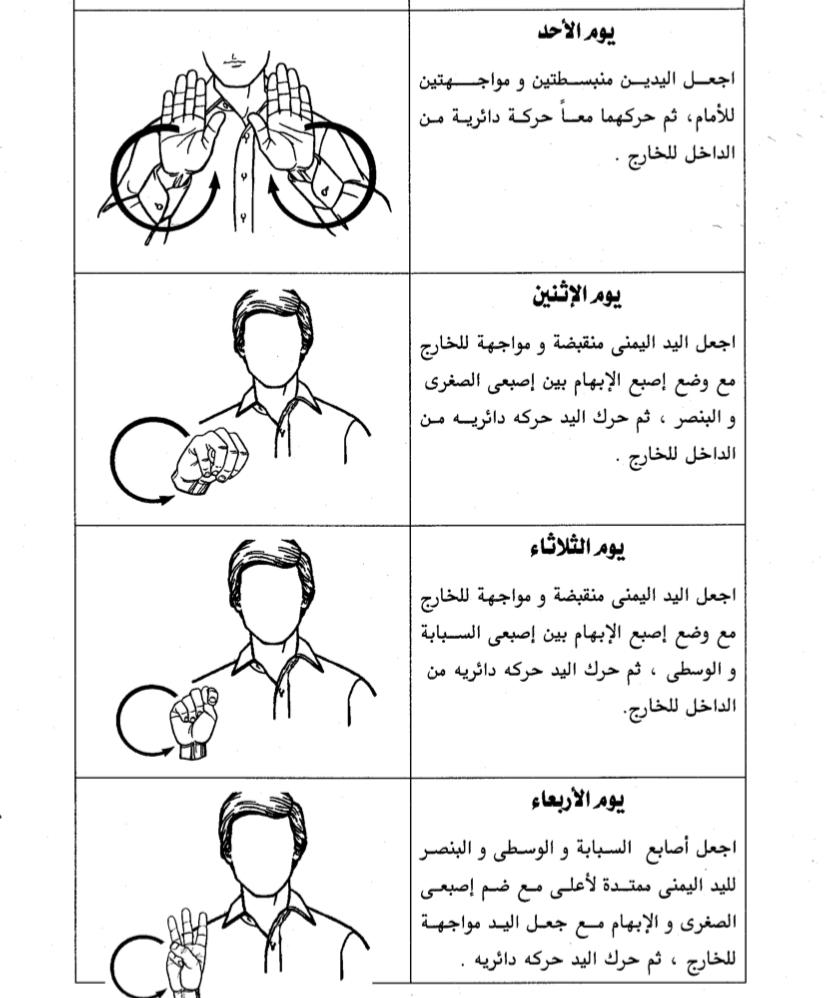 يوم الأحد
اجعل اليدين منبسطتين و مواجهتين
للأمام، ثم حركهما معاً حركة دائرية من
الداخل للخارج .
يوم الإثنين
اجعل اليد اليمنى منقبضة و مواجهة للخارج
مع وضع إصبع الإبهام بين إصبعى الصغرى
و البنصر ، ثم حرك اليد حركه دائريه من
الداخل للخارج .
يوم الثلاثاء
اجعل اليد اليمنى منقبضة و مواجهة للخارج
مع وضع إصبع الإبهام بين إصبعى السبابة
و الوسطى ، ثم حرك اليد حركه دائريه من
الداخل للخارج.
يوم الأربعاء
اجعل أصابع السبابة و الوسطى و البنصر
لليد اليمنى ممتدة لأعلى مع ضم إصبعى
الصغرى و الإبهام مع جعل اليد مواجهة
للخارج ، ثم حرك اليد حركه دائريه .